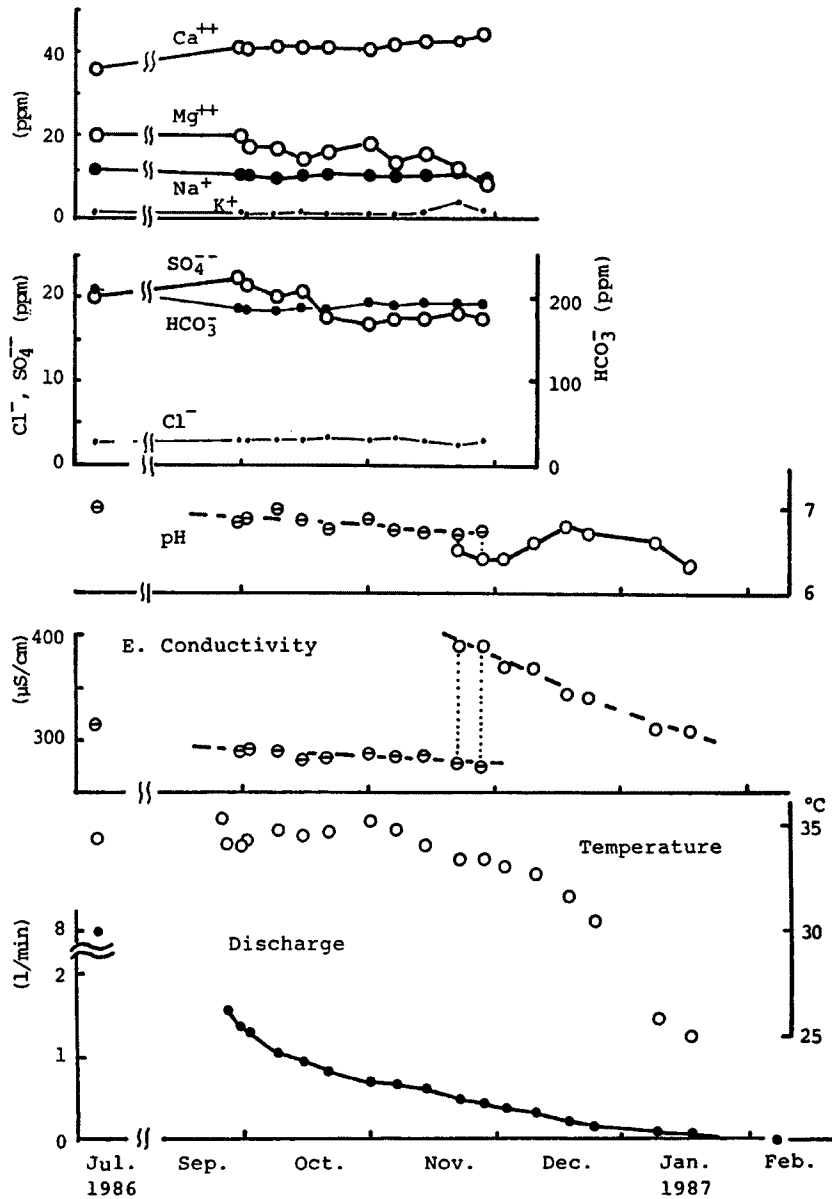 40
20
0
(ppm)
Ca++
Mg++
Na+
K+
20
10
0
Cl−, SO4−− (ppm)
SO4−−
HCO3−
Cl−
200
100
0
HCO3− (ppm)
pH
7
6
400
300
(μS/cm)
E. Conductivity
°C
35
30
25
Temperature
8
2
1
0
(l/min)
Discharge
Jul. Sep. Oct. Nov. Dec. Jan. Feb.
1986 1987